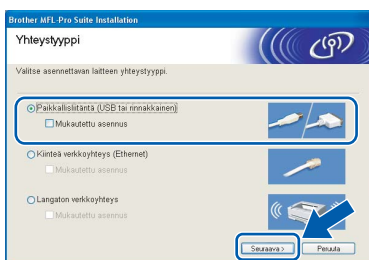 Brother MFL-Pro Suite Installation
Yhteystyyppi
Valitse asennettavan laitteen yhteystyyppi.
Paikallisliitäntä (USB tai rinnakkainen)
Mukautettu asennus
Kiinteä verkkoyhteys (Ethernet)
Mukautettu asennus
Langaton verkkoyhteys
Mukautettu asennus
Seuraava >
Peruuta